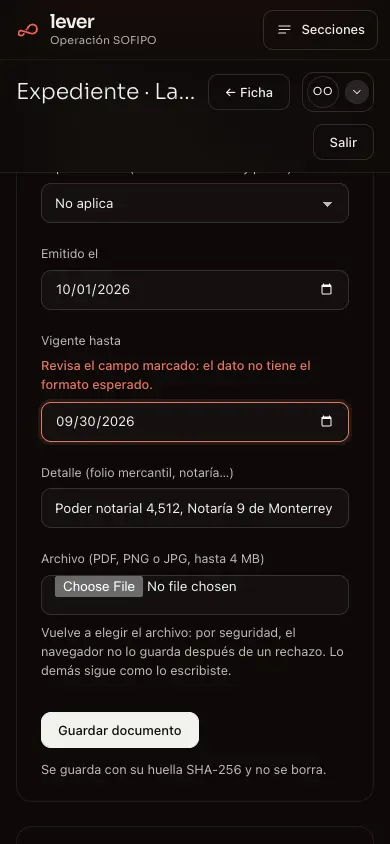 lever
Operación SOFIPO
Secciones
Expediente · La...
← Ficha
OO
Salir
No aplica
Emitido el
10/01/2026
Vigente hasta
Revisa el campo marcado: el dato no tiene el
formato esperado.
09/30/2026
Detalle (folio mercantil, notaría…)
Poder notarial 4,512, Notaría 9 de Monterrey
Archivo (PDF, PNG o JPG, hasta 4 MB)
Choose File No file chosen
Vuelve a elegir el archivo: por seguridad, el
navegador no lo guarda después de un rechazo. Lo
demás sigue como lo escribiste.
Guardar documento
Se guarda con su huella SHA-256 y no se borra.